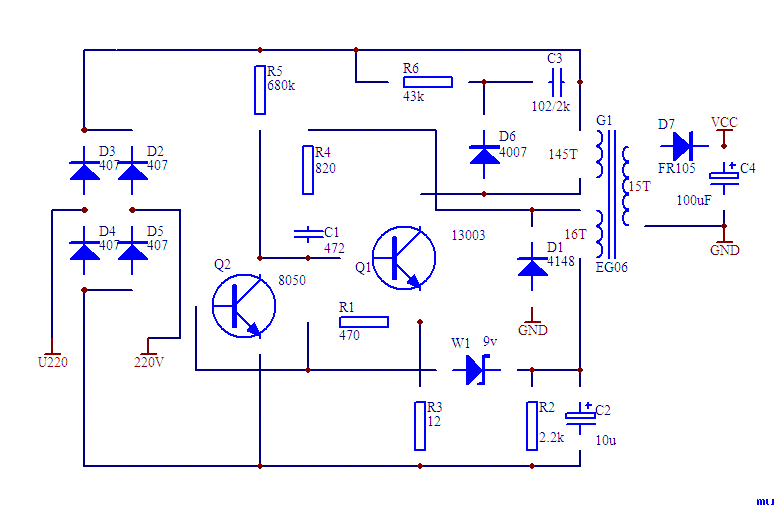 R5
680k
R6
43k
C3
102/2k
G1
D7
VCC
D3
407
D2
407
R4
820
D6
4007
145T
FR105
15T
C4
100uF
D4
407
D5
407
C1
472
13003
16T
D1
4148
GND
EG06
Q2
8050
Q1
R1
470
GND
U220
220V
W1
9v
R3
12
R2
2.2k
C2
10u
mu